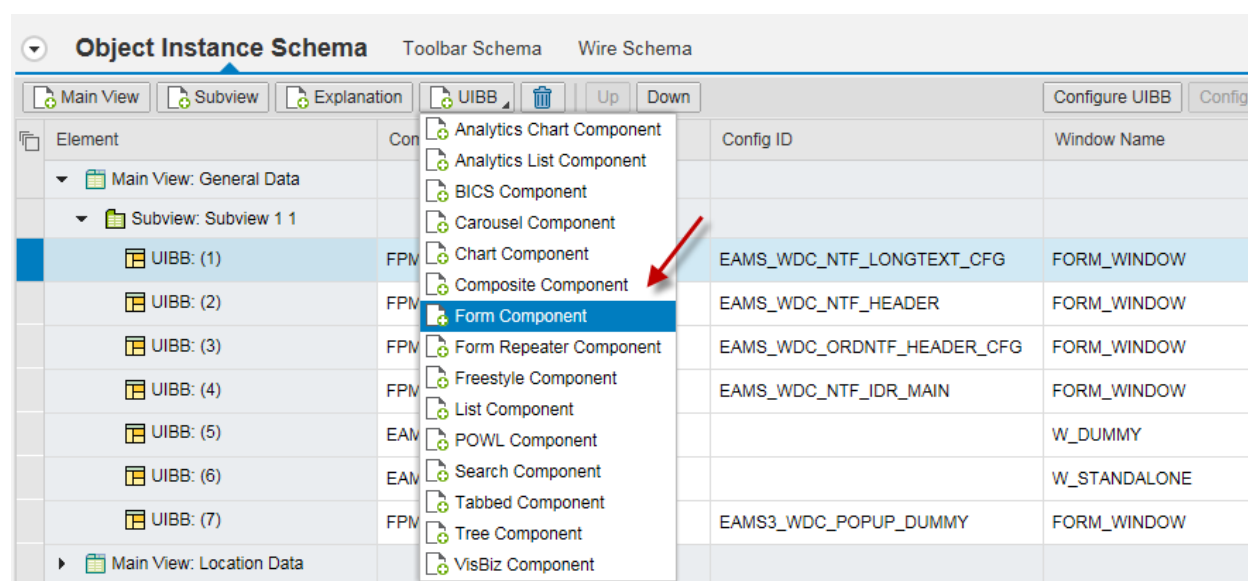 Object Instance Schema Toolbar Schema Wire Schema
Main View Subview Explanation UIBB Up Down Configure UIBB Config
Element Con Config ID Window Name
Main View: General Data
Subview: Subview 1 1
UIBB: (1) FPM EAMS_WDC_NTF_LONGTEXT_CFG FORM_WINDOW
UIBB: (2) FPM EAMS_WDC_NTF_HEADER FORM_WINDOW
UIBB: (3) FPM EAMS_WDC_ORDNTF_HEADER_CFG FORM_WINDOW
UIBB: (4) FPM EAMS_WDC_NTF_IDR_MAIN FORM_WINDOW
UIBB: (5) EAM W_DUMMY
UIBB: (6) EAM W_STANDALONE
UIBB: (7) FPM EAMS3_WDC_POPUP_DUMMY FORM_WINDOW
Main View: Location Data
Analytics Chart Component
Analytics List Component
BICS Component
Carousel Component
Chart Component
Composite Component
Form Component
Form Repeater Component
Freestyle Component
List Component
POWL Component
Search Component
Tabbed Component
Tree Component
VisBiz Component